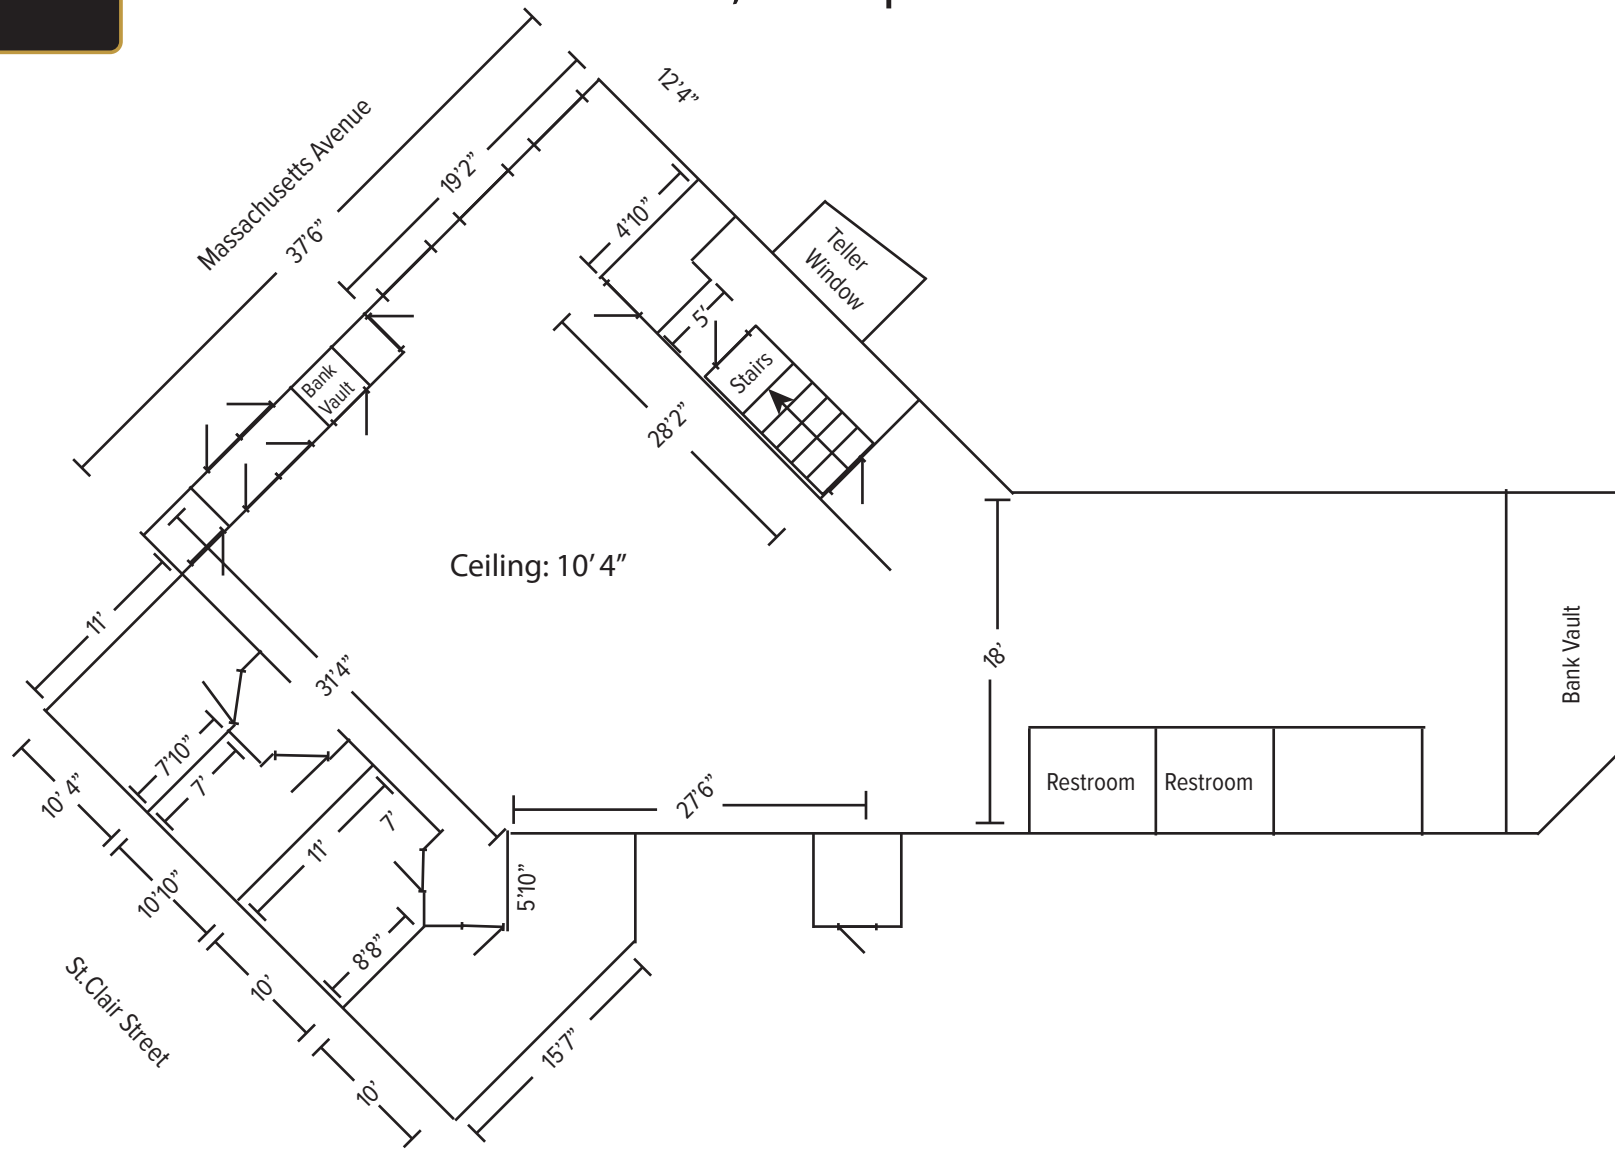 12’4”
Massachusetts Avenue
19’2”
37’6”
4’10”
Teller
Window
5’
Stairs
Bank
Vault
28’2”
Ceiling: 10’ 4”
11’
31’4”
18’
Bank Vault
7’10”
7’
10’ 4”
27’6”
Restroom
Restroom
7’
11’
5’10”
10’10”
8’8”
St.Clair Street
10’
15’7”
10’